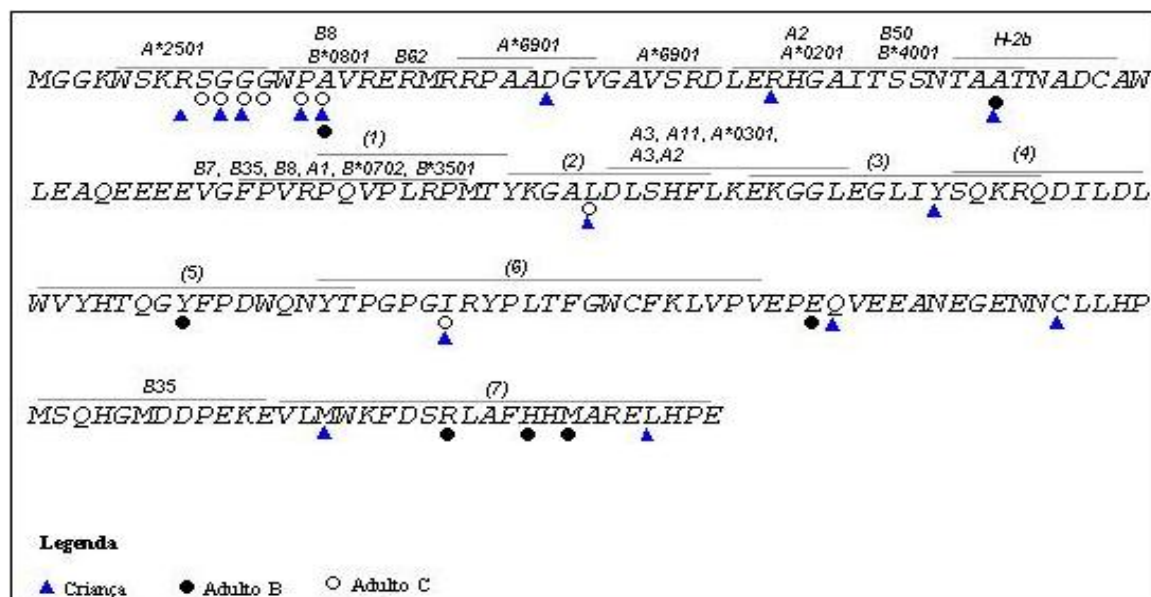 B8 A2 B50
A*2501 B*0801 B62 A*6901 A*6901 A*0201 B*4001 H-2b
MGGKWSKRSGGGWPAVRERMRRPAADGVGAVSRDLERHGAITSSNTAATNADCAW
(1) A3, A11, A*0301,
B7, B35, B8, A1, B*0702, B*3501 (2) A3,A2 (3) (4)
LEAQEEEEVGFPVRPQVPLRPMTYKGALDLSHFLKEKGGLEGLIYSQKRQDILDL
(5) (6)
WVYHTQGYFPDWQNYTPGPGIRYPLTFGWCFKLVPVEPEQVEEANEGENNCLLHP
B35 (7)
MSQHGMDDPEKEVLMWKFDSRLAFHHMARELHPE
Legenda
Criança Adulto B Adulto C